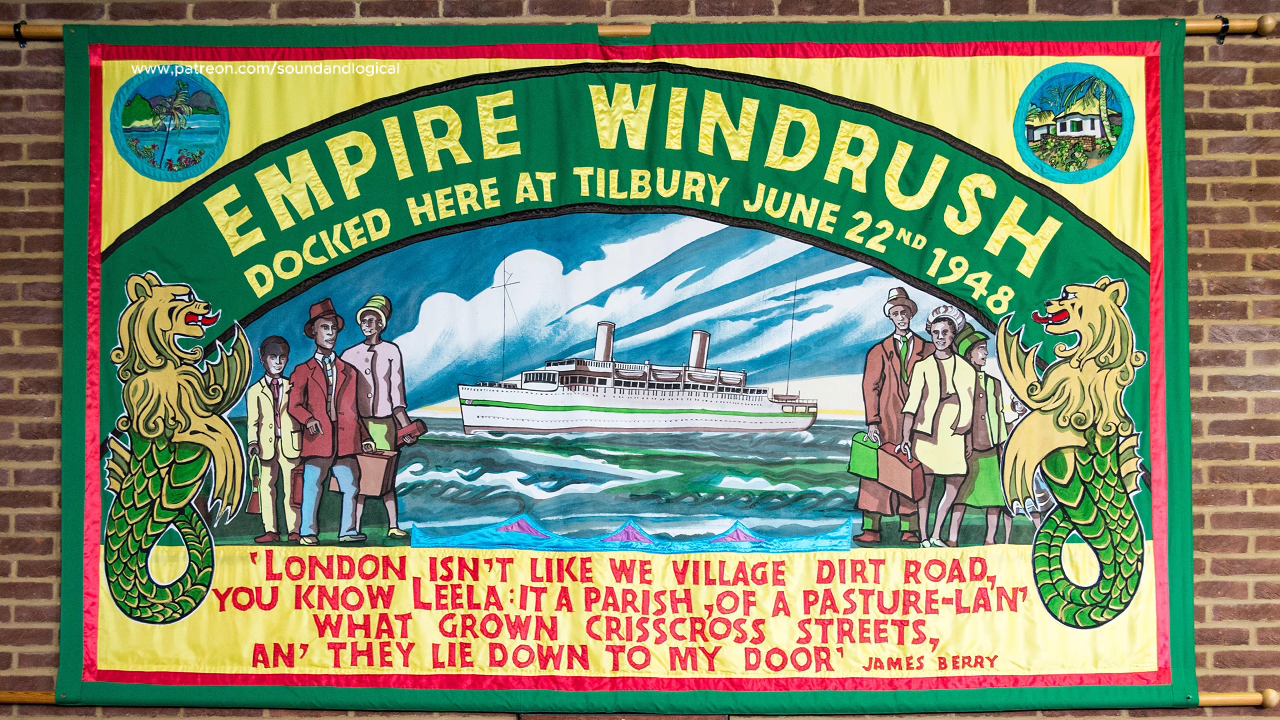 www.patreon.com/soundandlogical
EMPIRE WINDRUSH
DOCKED HERE AT TILBURY JUNE 22ND 1948
'LONDON ISN'T LIKE WE VILLAGE DIRT ROAD,
YOU KNOW LEELA: IT A PARISH, OF A PASTURE-LAN'
WHAT GROWN CRISSCROSS STREETS,
AN' THEY LIE DOWN TO MY DOOR' JAMES BERRY